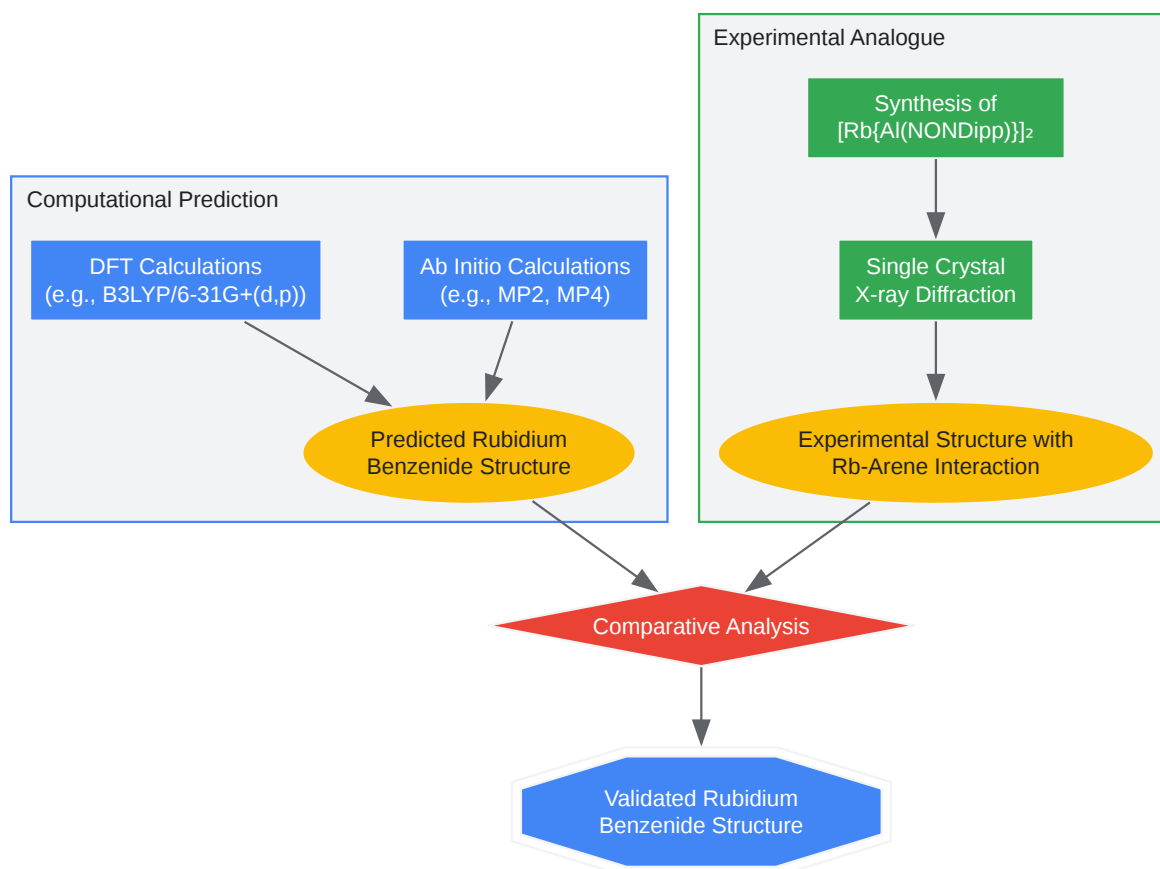 Experimental Analogue
Synthesis of
[Rb{Al(NONDipp)}]₂
Computational Prediction
DFT Calculations
(e.g., B3LYP/6-31G+(d,p))
Ab Initio Calculations
(e.g., MP2, MP4)
Single Crystal
X-ray Diffraction
Predicted Rubidium
Benzenide Structure
Experimental Structure with
Rb-Arene Interaction
Comparative Analysis
Validated Rubidium
Benzenide Structure